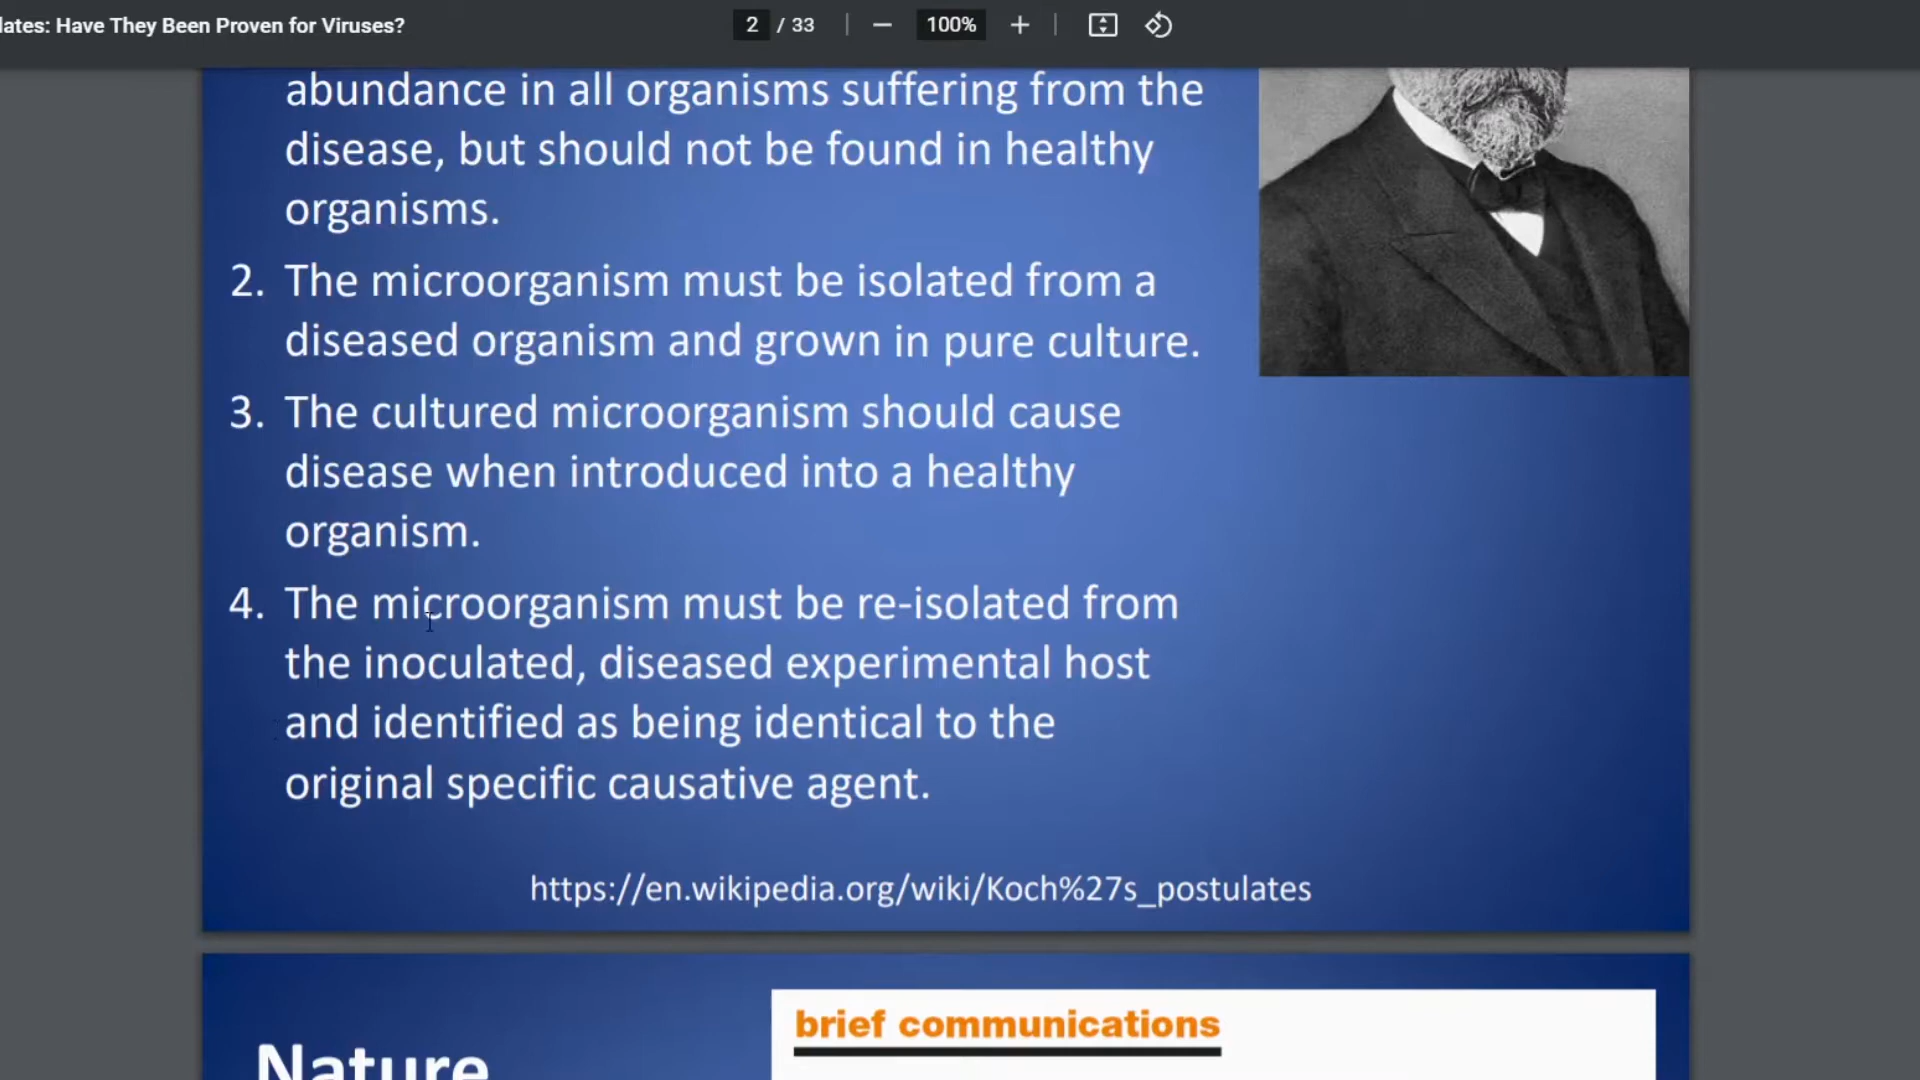 lates: Have They Been Proven for Viruses?
2 / 33
100%
abundance in all organisms suffering from the
disease, but should not be found in healthy
organisms.
2. The microorganism must be isolated from a
diseased organism and grown in pure culture.
3. The cultured microorganism should cause
disease when introduced into a healthy
organism.
4. The microorganism must be re-isolated from
the inoculated, diseased experimental host
and identified as being identical to the
original specific causative agent.
https://en.wikipedia.org/wiki/Koch%27s_postulates
brief communications
Nature